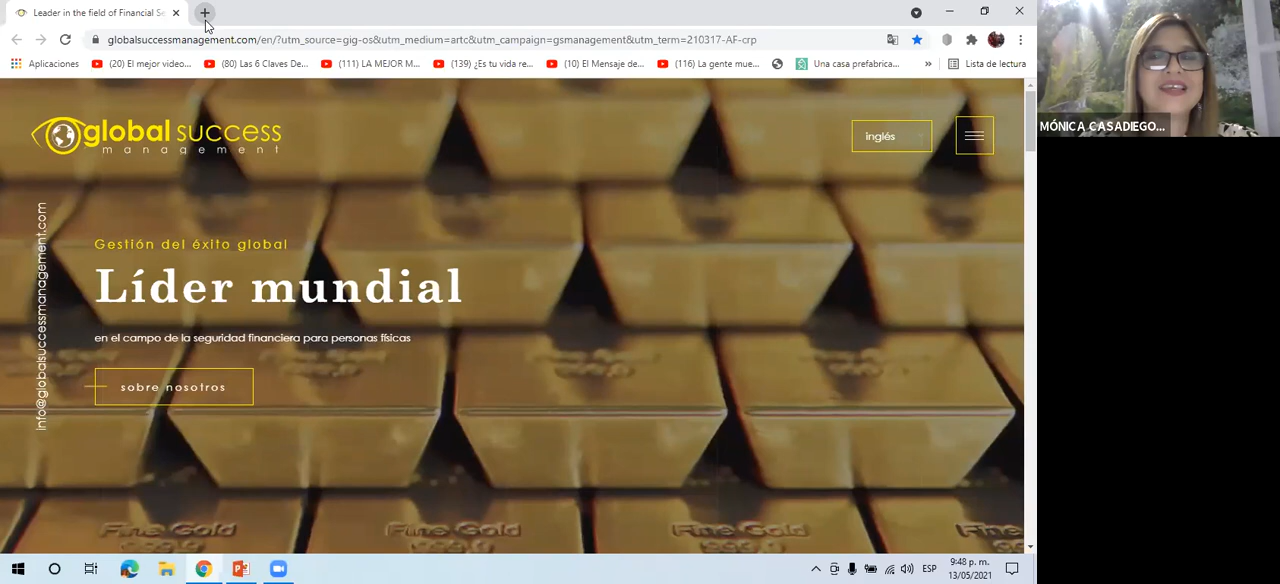 Leader in the field of Financial Se
globalsuccessmanagement.com/en/?utm_source=gig-os&utm_medium=artc&utm_campaign=gsmanagement&utm_term=210317-AF-crp
Aplicaciones
(20) El mejor video...
(80) Las 6 Claves De...
(111) LA MEJOR M...
(139) ¿Es tu vida re...
(10) El Mensaje de...
(116) La gente mue...
Una casa prefabrica...
»
Lista de lectura
global success
management
inglés
info@globalsuccessmanagement.com
Gestión del éxito global
Líder mundial
en el campo de la seguridad financiera para personas físicas
sobre nosotros
Fine Gold
Fine Gold
Fine Gold
Fine
MÓNICA CASADIEGO...
ESP
9:48 p. m.
13/05/2021